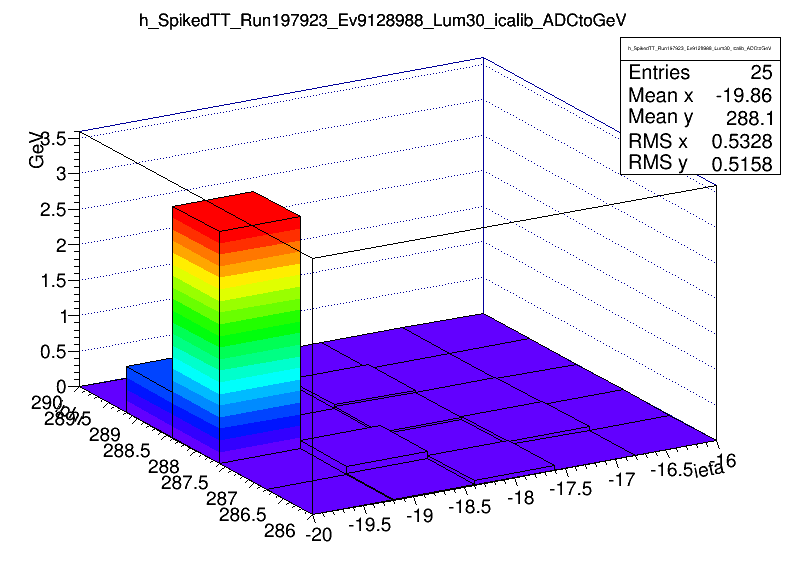 h_SpikedTT_Run197923_Ev9128988_Lum30_icalib_ADCtoGeV
h_SpikedTT_Run197923_Ev9128988_Lum30_icalib_ADCtoGeV
Entries 25
Mean x -19.86
Mean y 288.1
RMS x 0.5328
RMS y 0.5158
GeV
3.5
3
2.5
2
1.5
1
0.5
0
290
289.5
iphi
289
288.5
288
287.5
287
286.5
286
-20
-19.5
-19
-18.5
-18
-17.5
-17
-16.5
-16
ieta